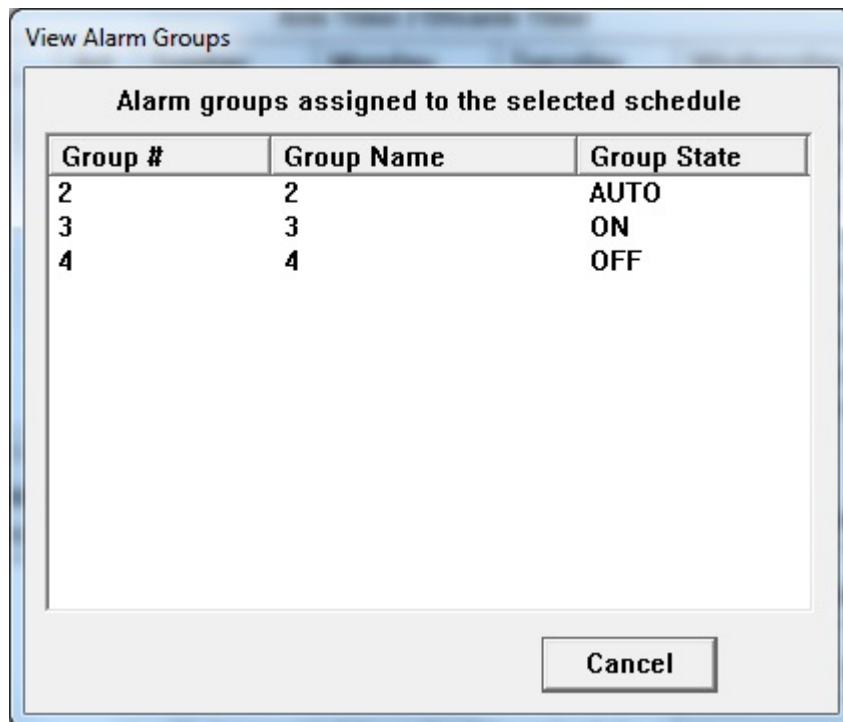 View Alarm Groups
Monday
Alarm groups assigned to the selected schedule
Group # Group Name Group State
2 2 AUTO
3 3 ON
4 4 OFF
Cancel